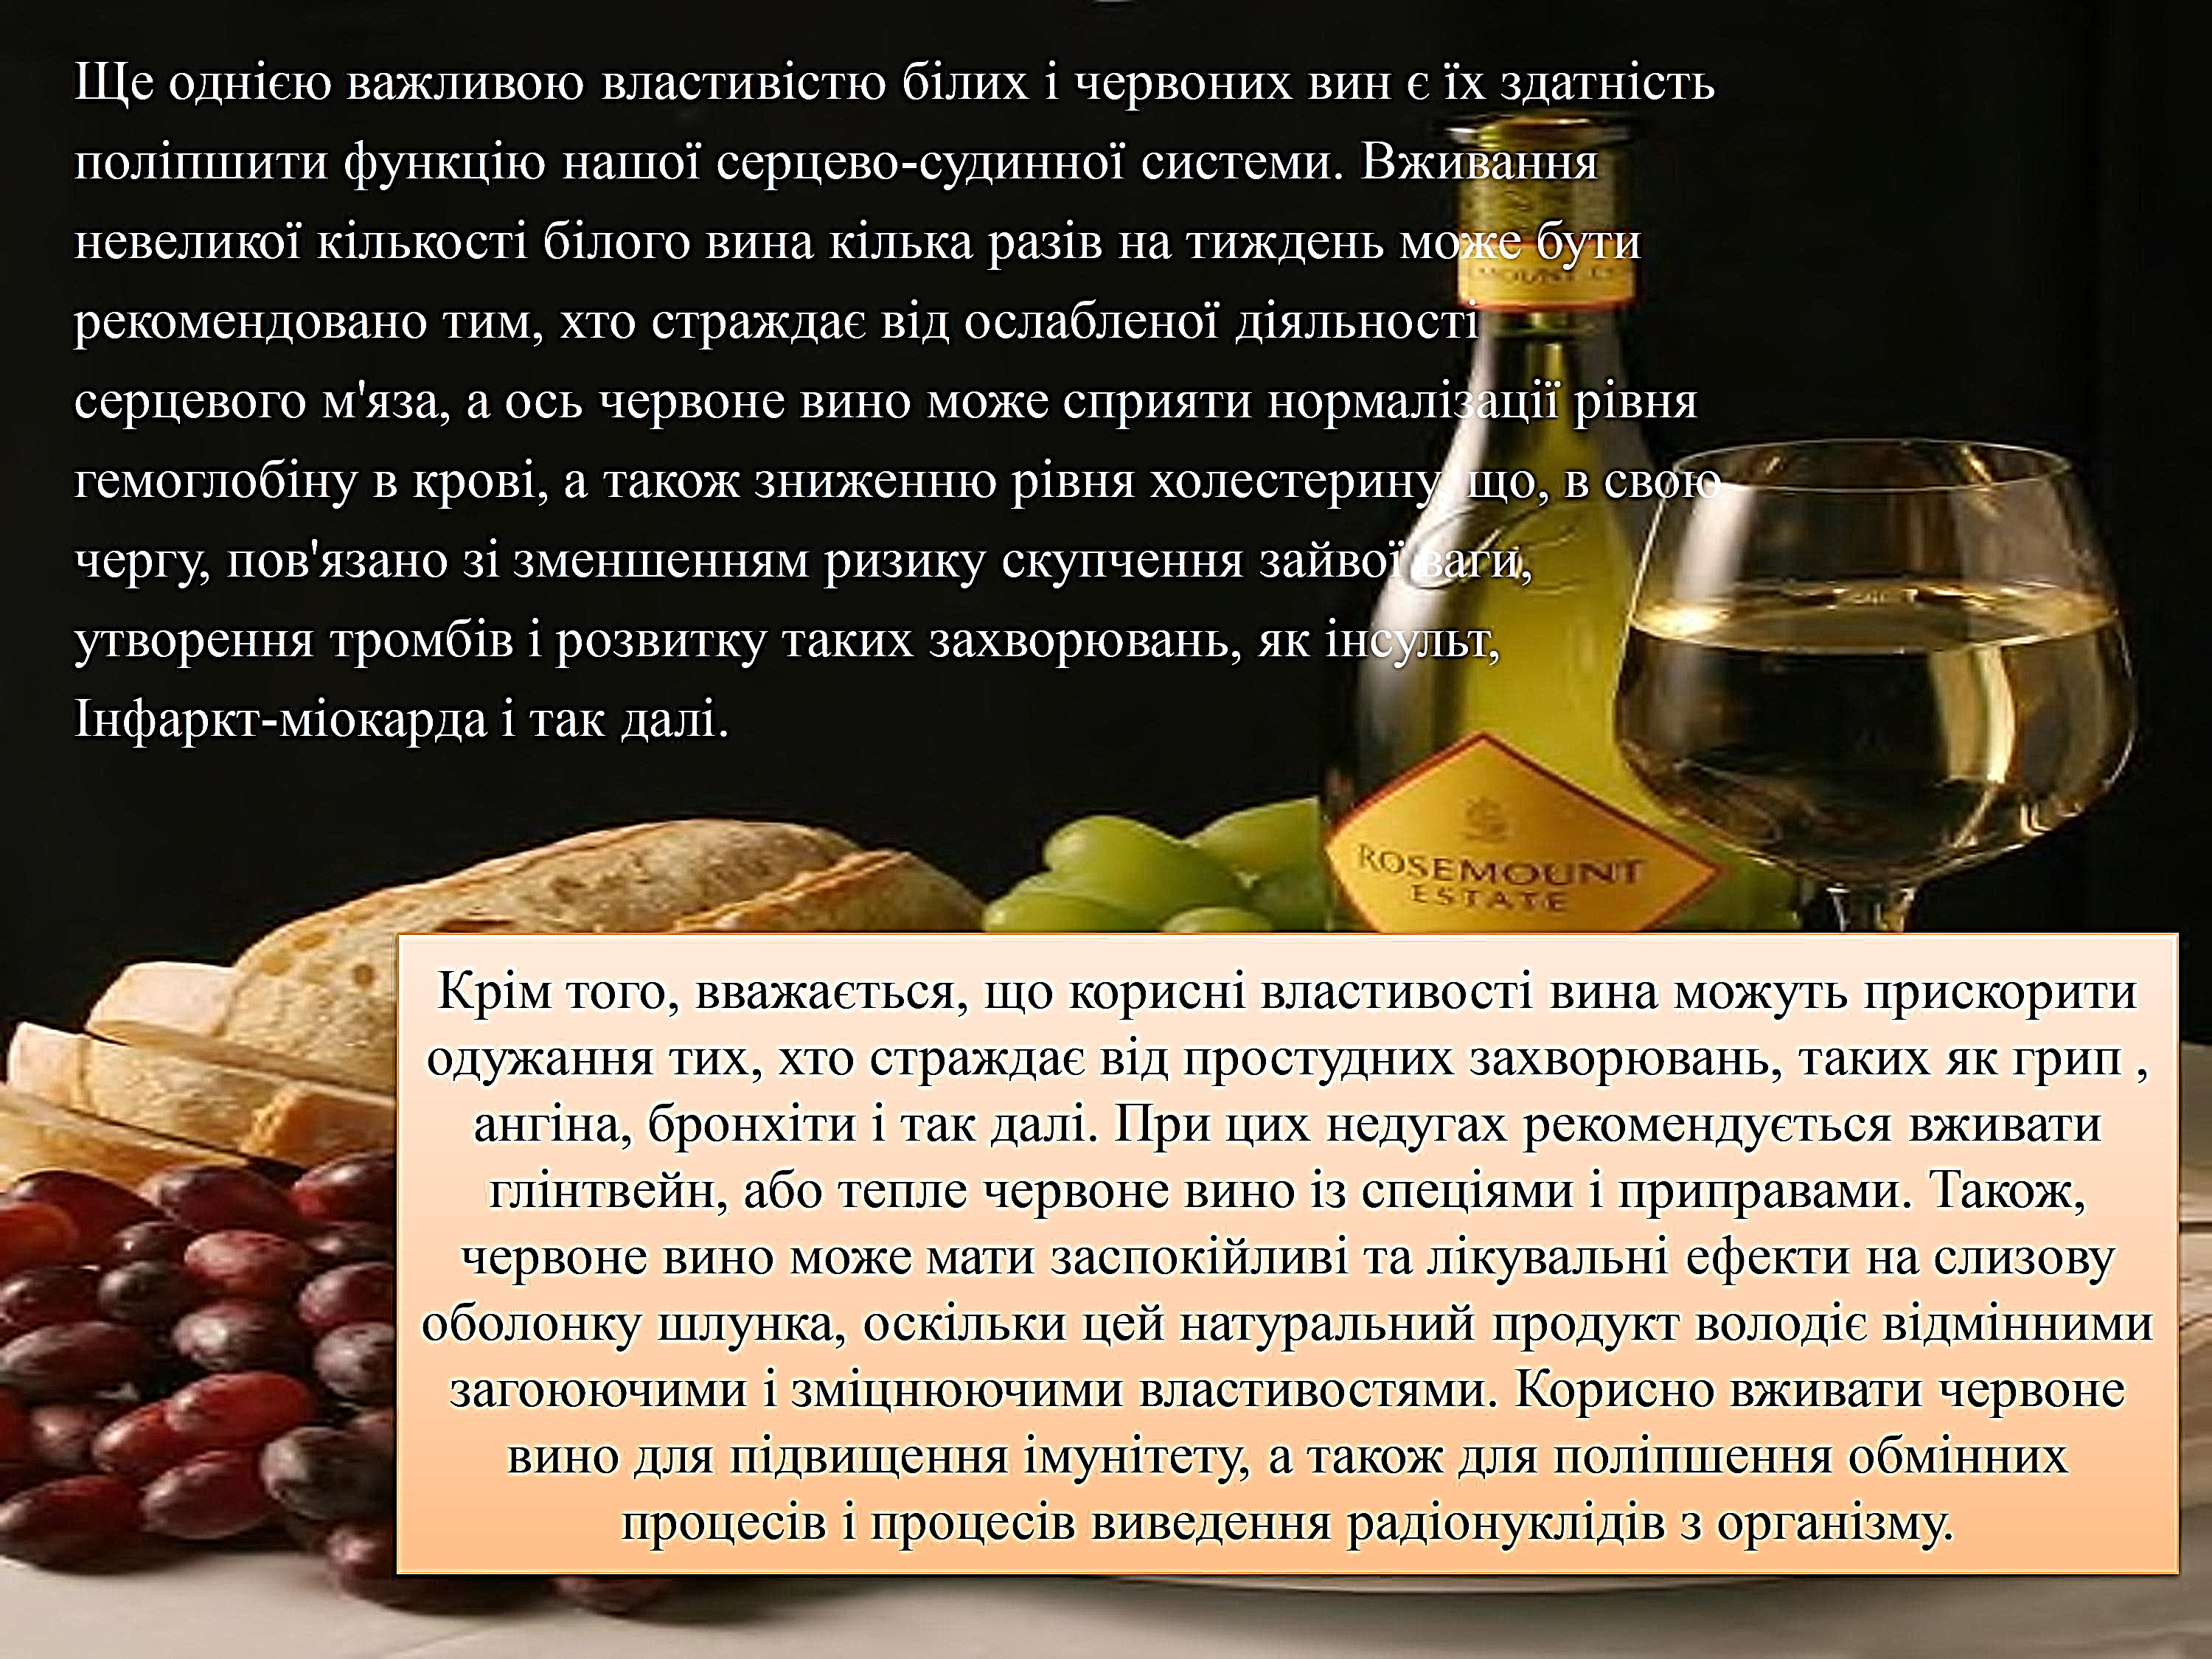 Ще однією важливою властивістю білих і червоних вин є їх здатність
поліпшити функцію нашої серцево-судинної системи. Вживання
невеликої кількості білого вина кілька разів на тиждень може бути
рекомендовано тим, хто страждає від ослабленої діяльності
серцевого м'яза, а ось червоне вино може сприяти нормалізації рівня
гемоглобіну в крові, а також зниженню рівня холестерину, що, в свою
чергу, пов'язано зі зменшенням ризику скупчення зайвої ваги,
утворення тромбів і розвитку таких захворювань, як інсульт,
Інфаркт-міокарда і так далі.
ROSEMOUNT
ESTATE
Крім того, вважається, що корисні властивості вина можуть прискорити
одужання тих, хто страждає від простудних захворювань, таких як грип ,
ангіна, бронхіти і так далі. При цих недугах рекомендується вживати
глінтвейн, або тепле червоне вино із спеціями і приправами. Також,
червоне вино може мати заспокійливі та лікувальні ефекти на слизову
оболонку шлунка, оскільки цей натуральний продукт володіє відмінними
загоюючими і зміцнюючими властивостями. Корисно вживати червоне
вино для підвищення імунітету, а також для поліпшення обмінних
процесів і процесів виведення радіонуклідів з організму.